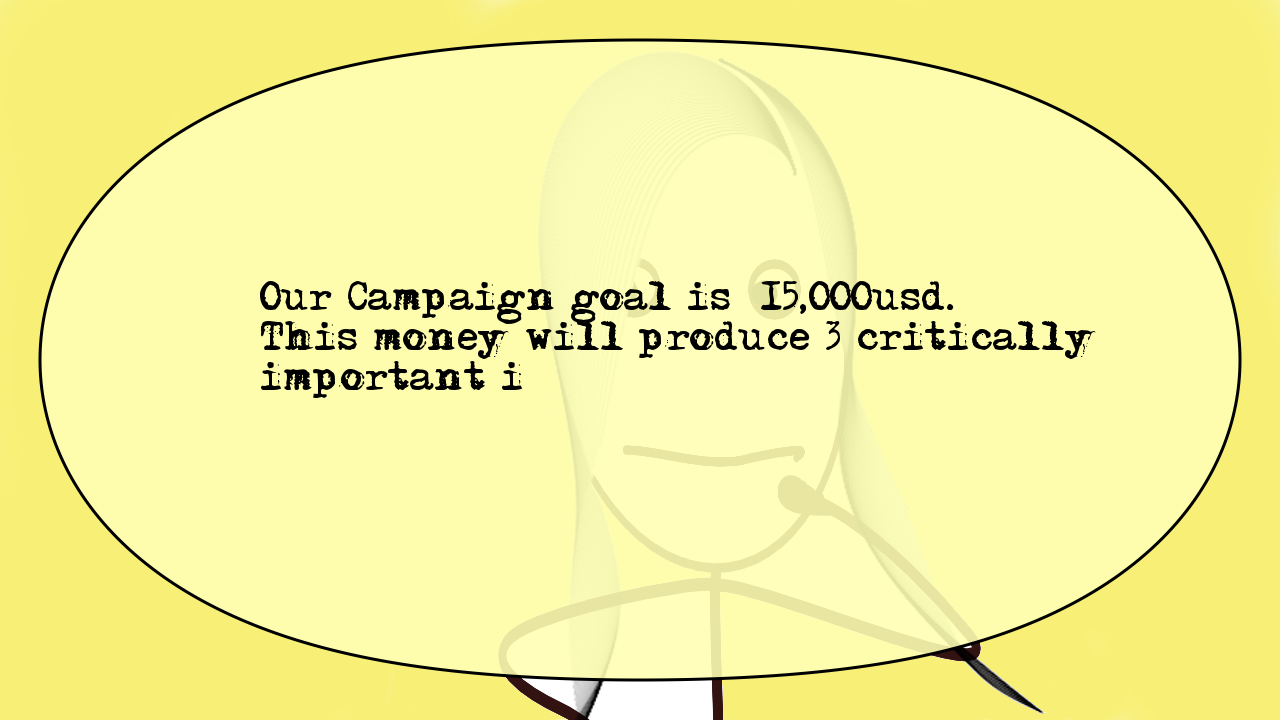 Our Campaign goal is 15,000usd.
This money will produce 3 critically
important i